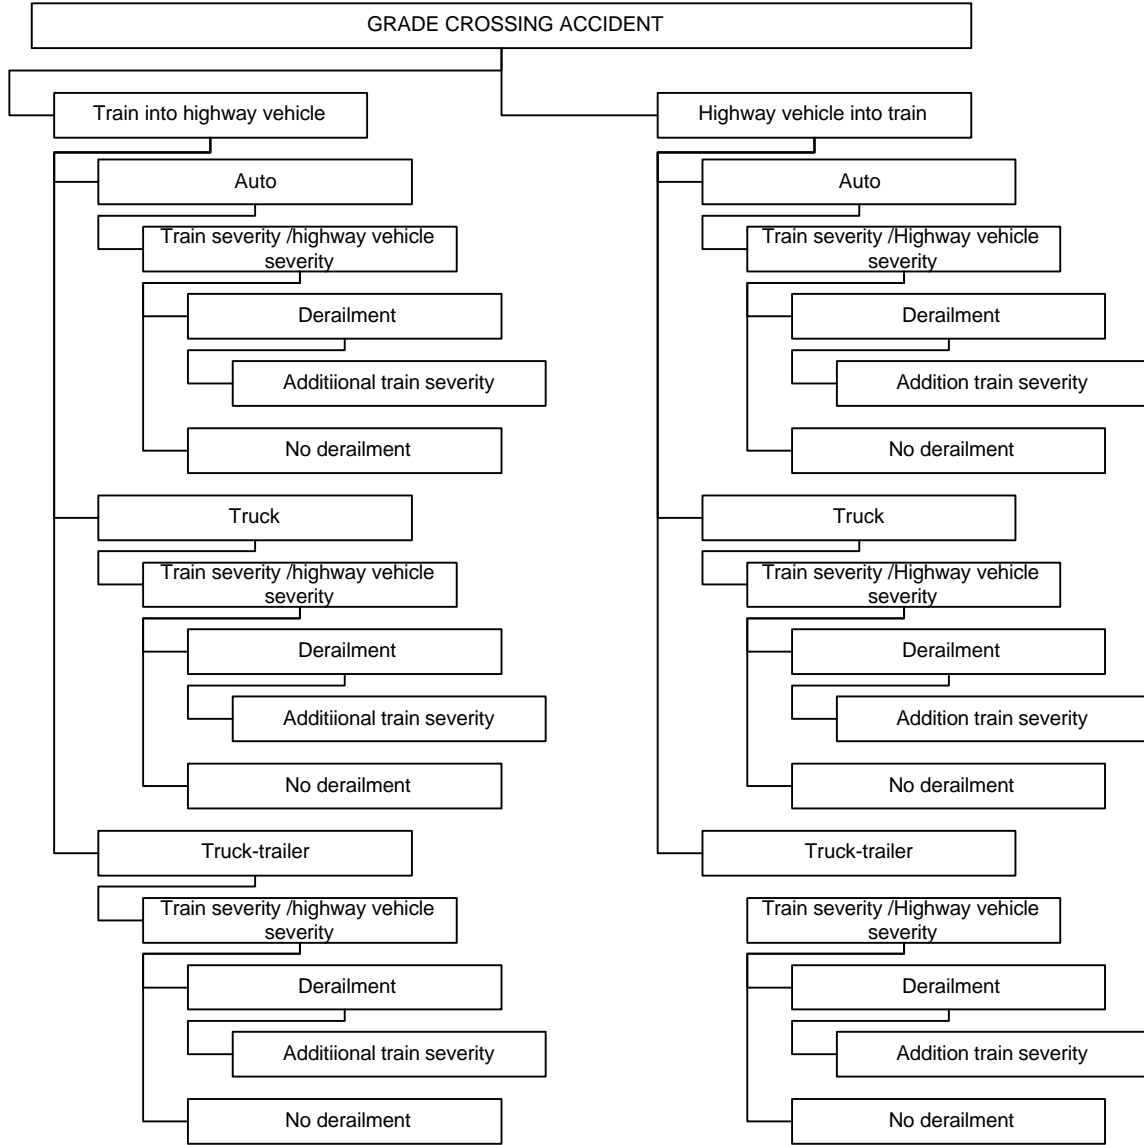 GRADE CROSSING ACCIDENT
Train into highway vehicle
Auto
Train severity /highway vehicle
severity
Derailment
Additiional train severity
No derailment
Truck
Train severity /highway vehicle
severity
Derailment
Additiional train severity
No derailment
Truck-trailer
Train severity /highway vehicle
severity
Derailment
Additiional train severity
No derailment
Highway vehicle into train
Auto
Train severity /Highway vehicle
severity
Derailment
Addition train severity
No derailment
Truck
Train severity /Highway vehicle
severity
Derailment
Addition train severity
No derailment
Truck-trailer
Train severity /Highway vehicle
severity
Derailment
Addition train severity
No derailment